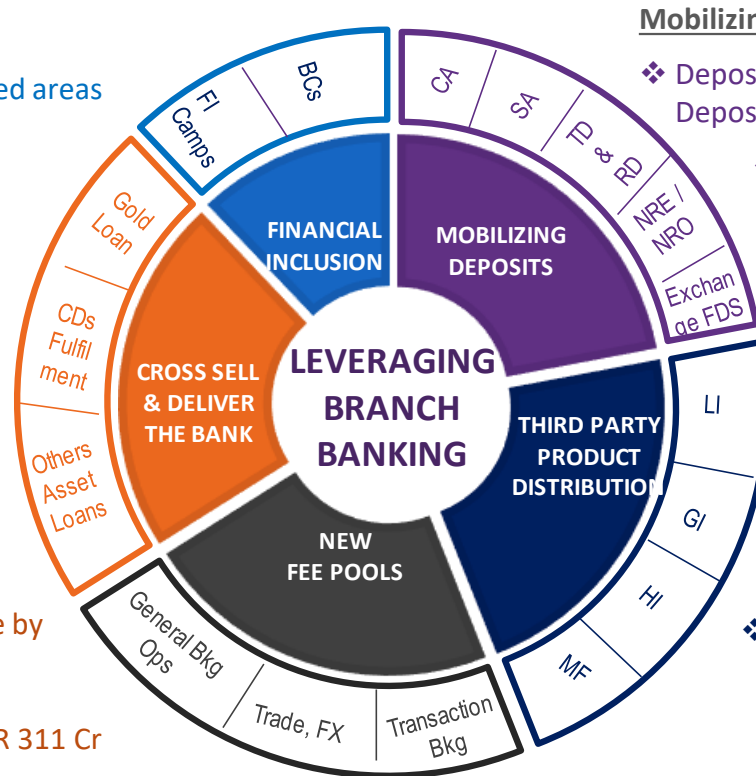 Mobilizin
Depos
Depos
ed areas
FI
Camps
BCs
CA
SA
TD
&
RD
NRE /
NRO
Exchan
ge FDS
Gold
Loan
CDs
Fulfil
ment
Others
Asset
Loans
FINANCIAL
INCLUSION
MOBILIZING
DEPOSITS
CROSS SELL
& DELIVER
THE BANK
LEVERAGING
BRANCH
BANKING
THIRD PARTY
PRODUCT
DISTRIBUTION
NEW
FEE POOLS
LI
GI
HI
MF
General Bkg
Ops
Trade, FX
Transaction
Bkg
e by
R 311 Cr